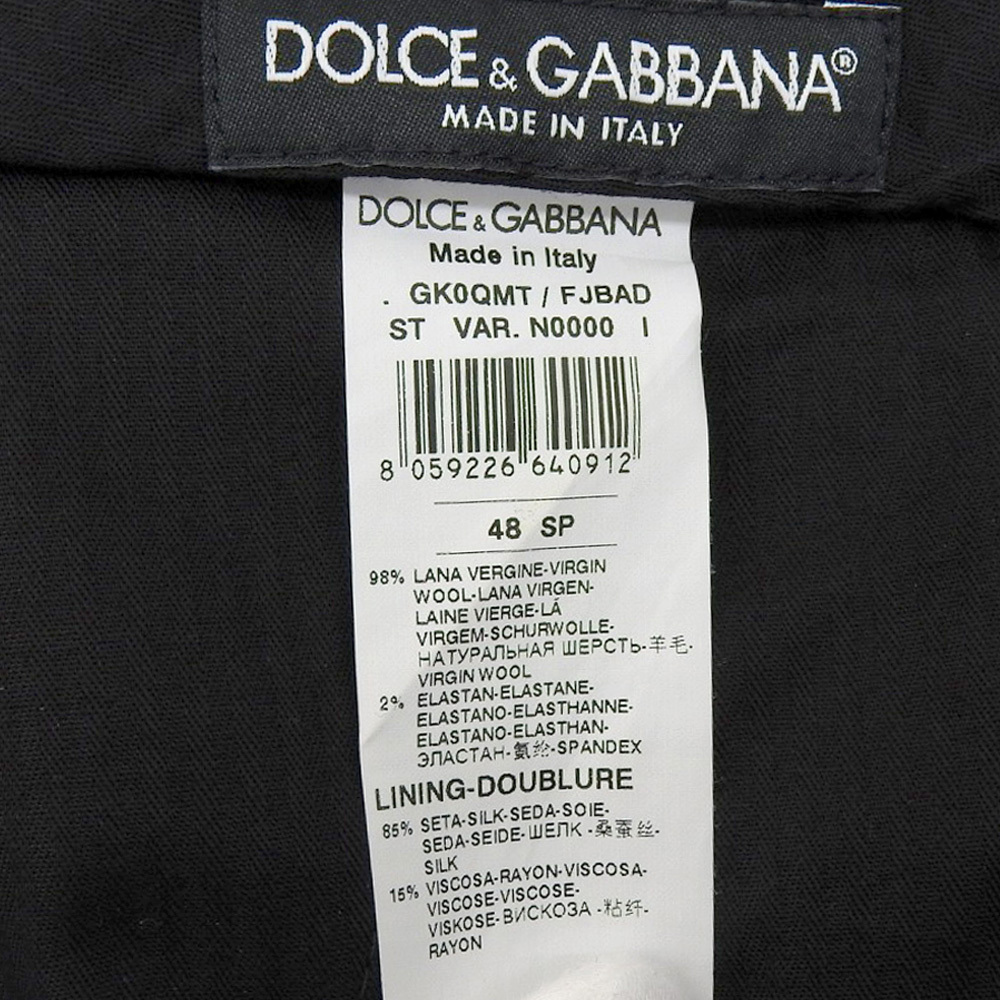 DOLCE & GABBANA®
MADE IN ITALY
DOLCE & GABBANA
Made in Italy
. GK0QMT / FJBAD
ST VAR. N0000 I
8 059226 640912
48 SP
98% LANA VERGINE-VIRGIN
WOOL-LANA VIRGEN-
LAINE VIERGE-LÁ
VIRGEM-SCHURWOLLE-
НАТУРАЛЬНАЯ ШЕРСТЬ-羊毛-
VIRGIN WOOL
2% ELASTAN-ELASTANE-
ELASTANO-ELASTHANNE-
ELASTANO-ELASTHAN-
ЭЛАСТАН-氨纶-SPANDEX
LINING-DOUBLURE
85% SETA-SILK-SEDA-SOIE-
SEDA-SEIDE-ШЕЛК -桑蚕丝-
SILK
15% VISCOSA-RAYON-VISCOSA-
VISCOSE-VISCOSE-
VISKOSE-ВИСКОЗА -粘纤-
RAYON